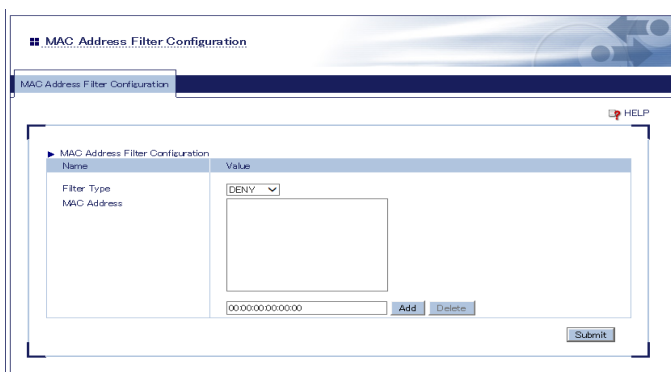 MAC Address Filter Configuration
MAC Address Filter Configuration
HELP
MAC Address Filter Configuration
Name Value
Filter Type DENY
MAC Address
00:00:00:00:00:00 Add Delete
Submit